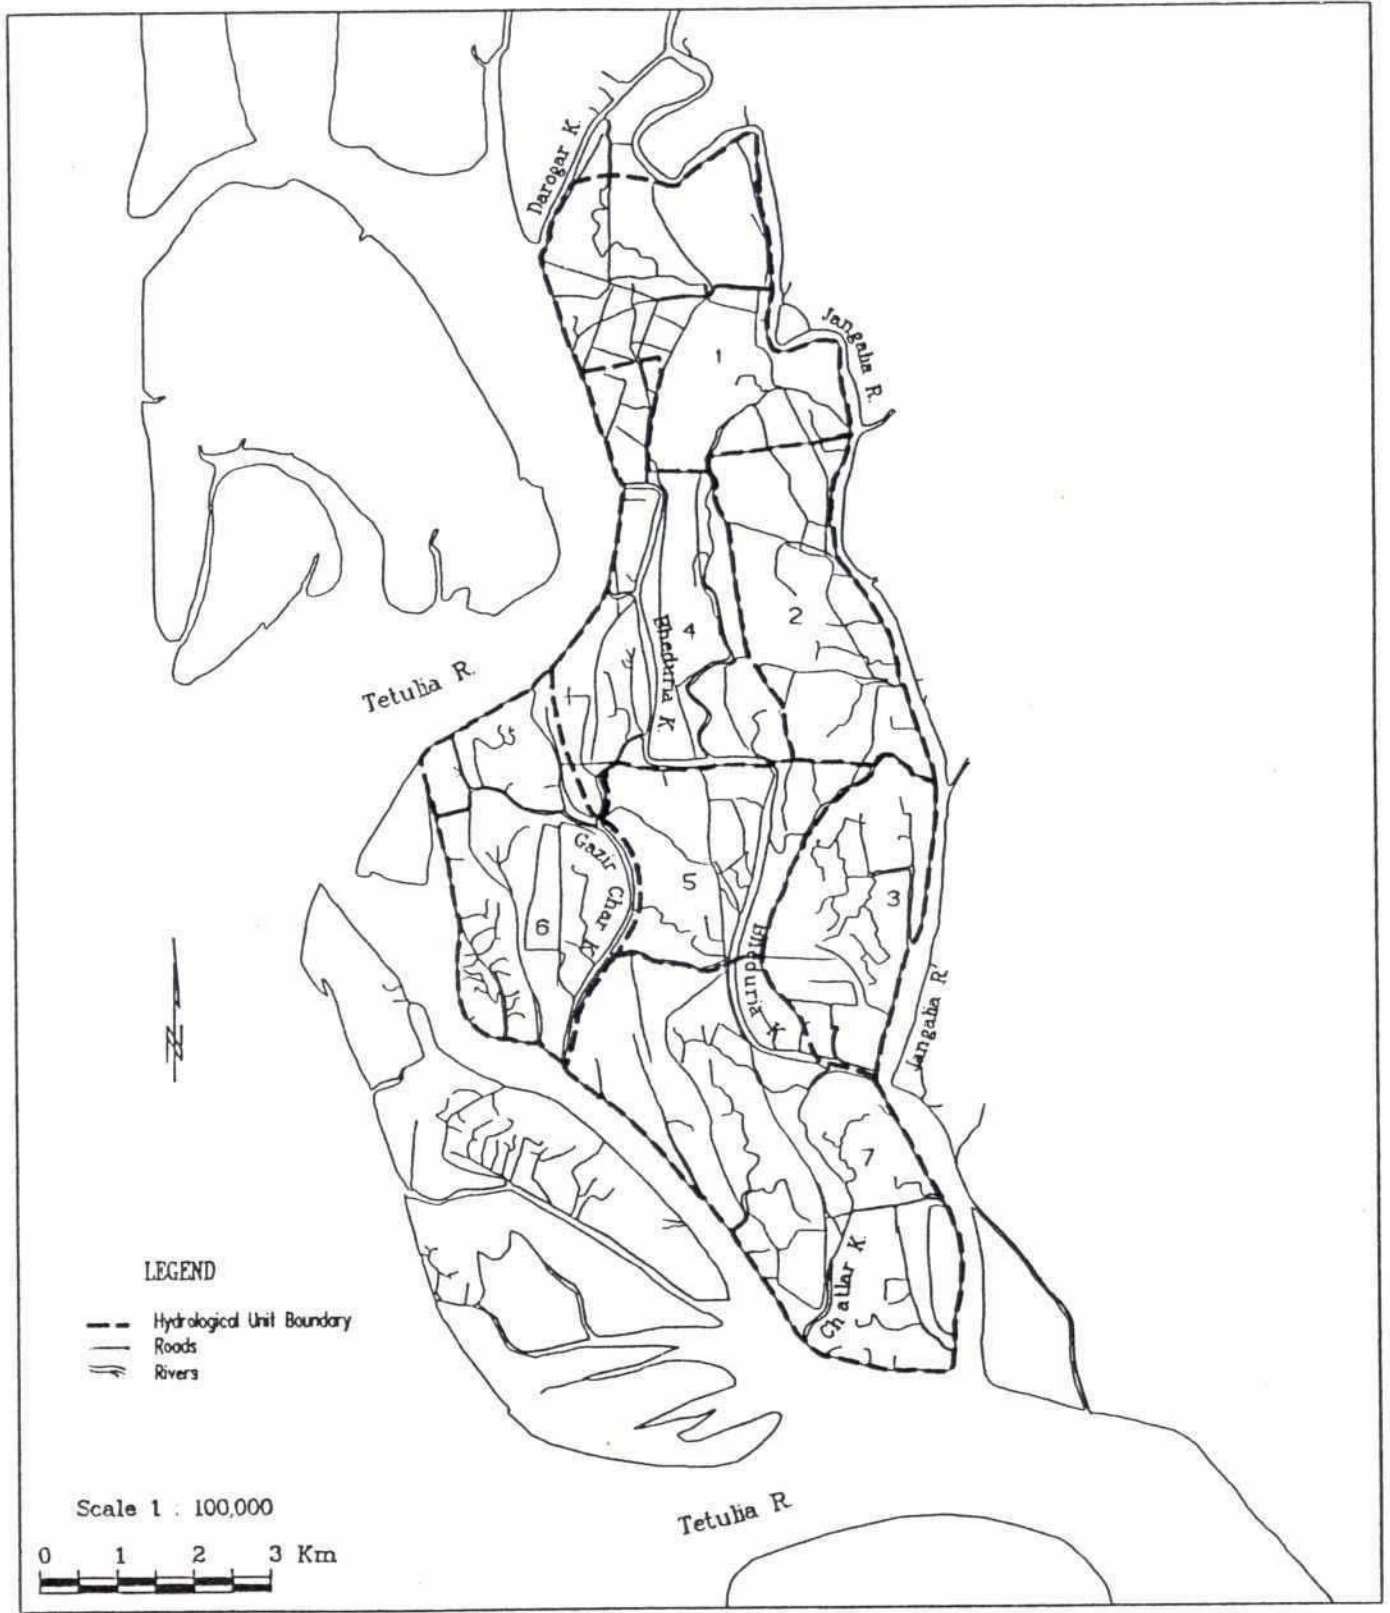 Darogar K.
Jangalia R.
1
2
4
Bheduria K.
Tetulia R.
Gazir Char K.
5
3
6
Bheduria K
Jangalia R.
7
Chatlar K.
LEGEND
Hydrological Unit Boundary
Roads
Rivers
Scale 1 : 100,000
0 1 2 3 Km
Tetulia R